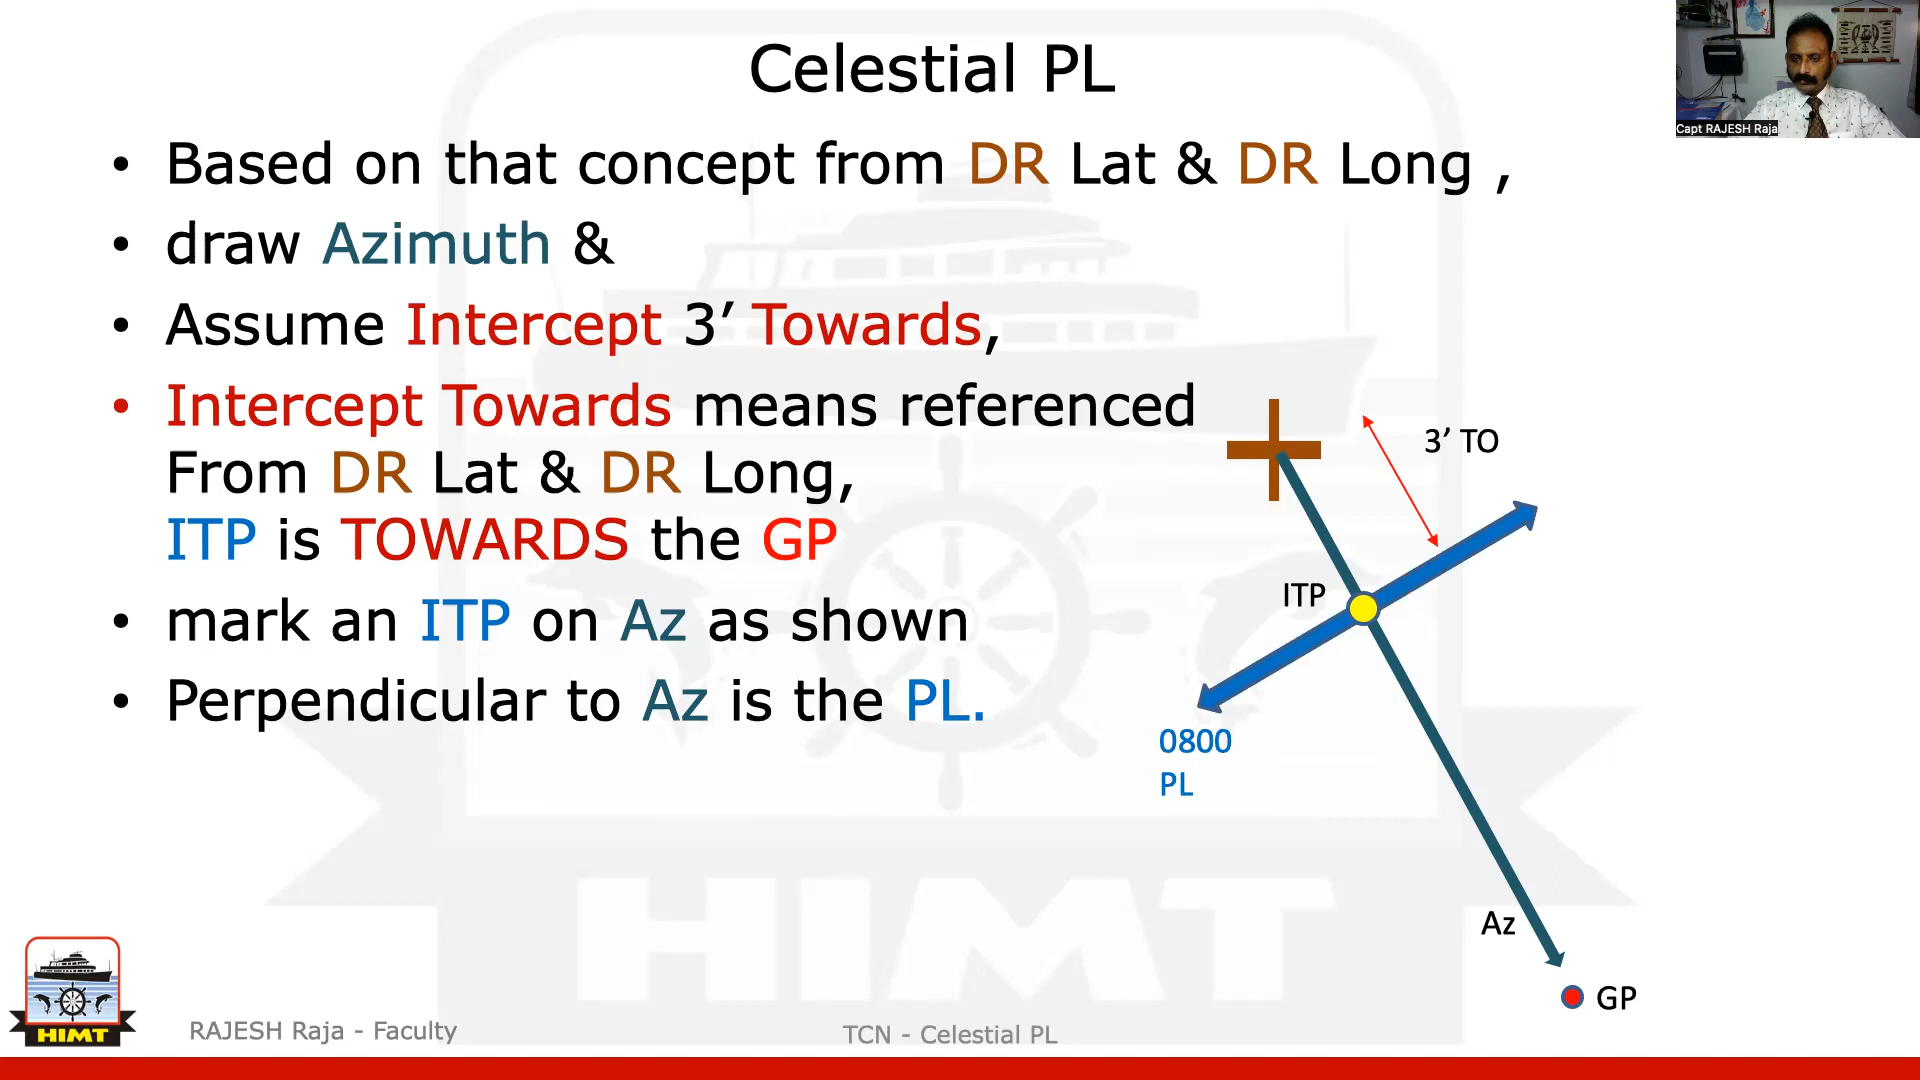 Celestial PL
Capt RAJESH Raja
• Based on that concept from DR Lat & DR Long ,
• draw Azimuth &
• Assume Intercept 3’ Towards,
• Intercept Towards means referenced
From DR Lat & DR Long,
ITP is TOWARDS the GP
• mark an ITP on Az as shown
• Perpendicular to Az is the PL.
3’ TO
ITP
0800
PL
Az
GP
HIMT
HIMT
RAJESH Raja - Faculty
TCN - Celestial PL